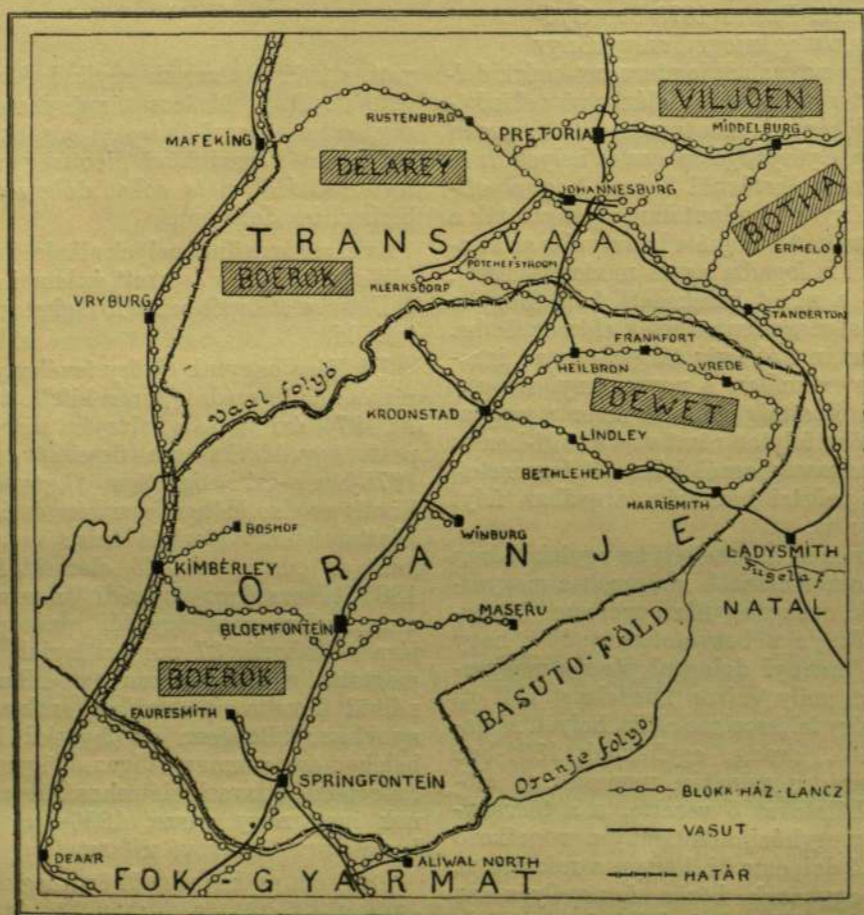 VILJOEN
RUSTENBURG
MIDDELBURG
MAFEKING
PRETORIA
DELAREY
JOHANNESBURG
BOTHA
TRANSVAAL
ERMELO
POTCHEFSTROOM
BOEROK
KLERKSDORP
VRYBURG
STANDERTON
FRANKFORT
HEILBRON
VREDE
Vaal folyó
DEWET
KROONSTAD
LINDLEY
BETHLEHEM
HARRISMITH
BOSHOF
WINBURG
LADYSMITH
KIMBÉRLEY
ORANJE
Tugela f.
NATAL
MASERU
BLOEMFONTEIN
BASUTO-FÖLD
BOEROK
FAURESMITH
Oranje folyo.
SPRINGFONTEIN
BLOKK-HÁZ-LÁNCZ
VASUT
DEAAR
ALIWAL NORTH
HATÁR
FOK-GYARMAT